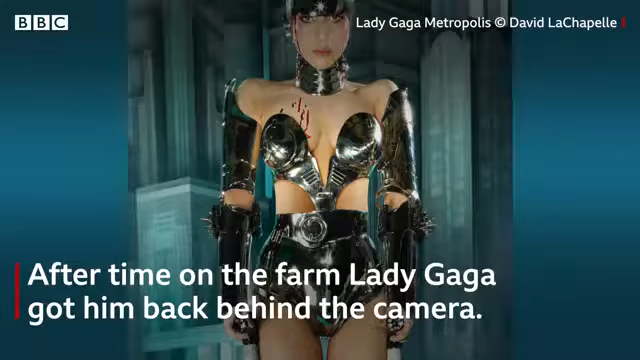 BBC
Lady Gaga Metropolis © David LaChapelle
After time on the farm Lady Gaga
got him back behind the camera.